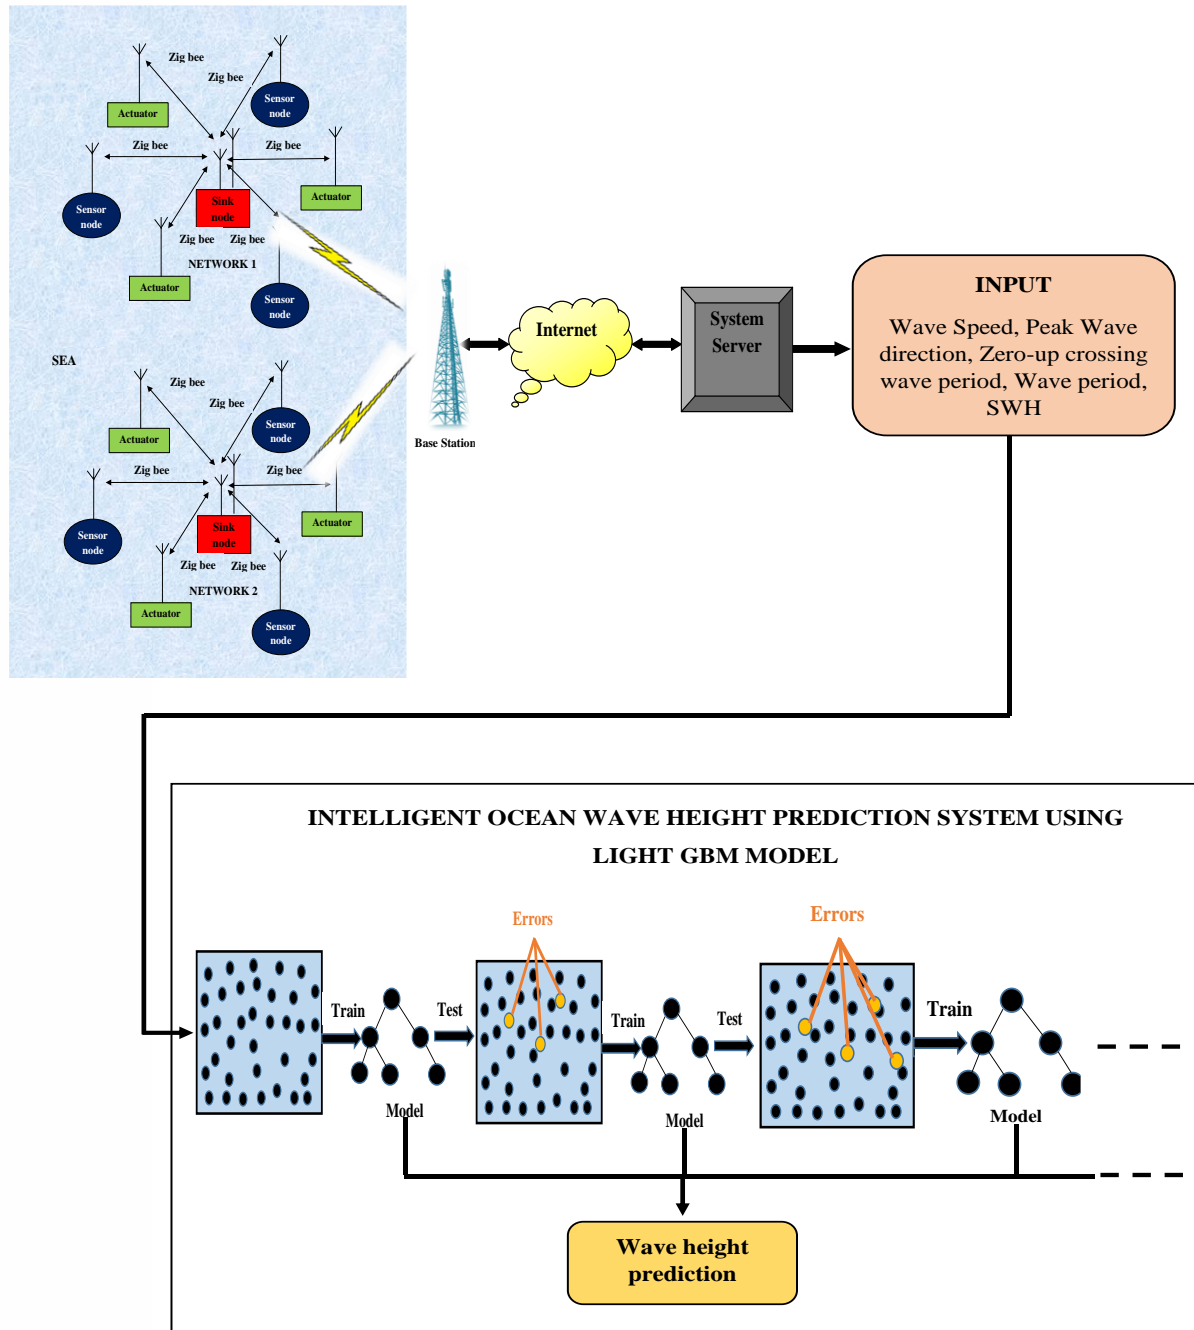 Zig bee
Zig bee
Sensor
node
Actuator
Zig bee
Zig bee
Sensor
node
Sink
node
Actuator
Zig bee
Zig bee
NETWORK 1
Actuator
Sensor
node
SEA
Zig bee
Zig bee
Sensor
node
Actuator
Zig bee
Zig bee
Sensor
node
Sink
node
Actuator
Zig bee
Zig bee
NETWORK 2
Actuator
Sensor
node
Base Station
Internet
System
Server
INPUT
Wave Speed, Peak Wave
direction, Zero-up crossing
wave period, Wave period,
SWH
INTELLIGENT OCEAN WAVE HEIGHT PREDICTION SYSTEM USING
LIGHT GBM MODEL
Errors
Errors
Train
Test
Train
Test
Train
Model
Model
Model
Wave height
prediction